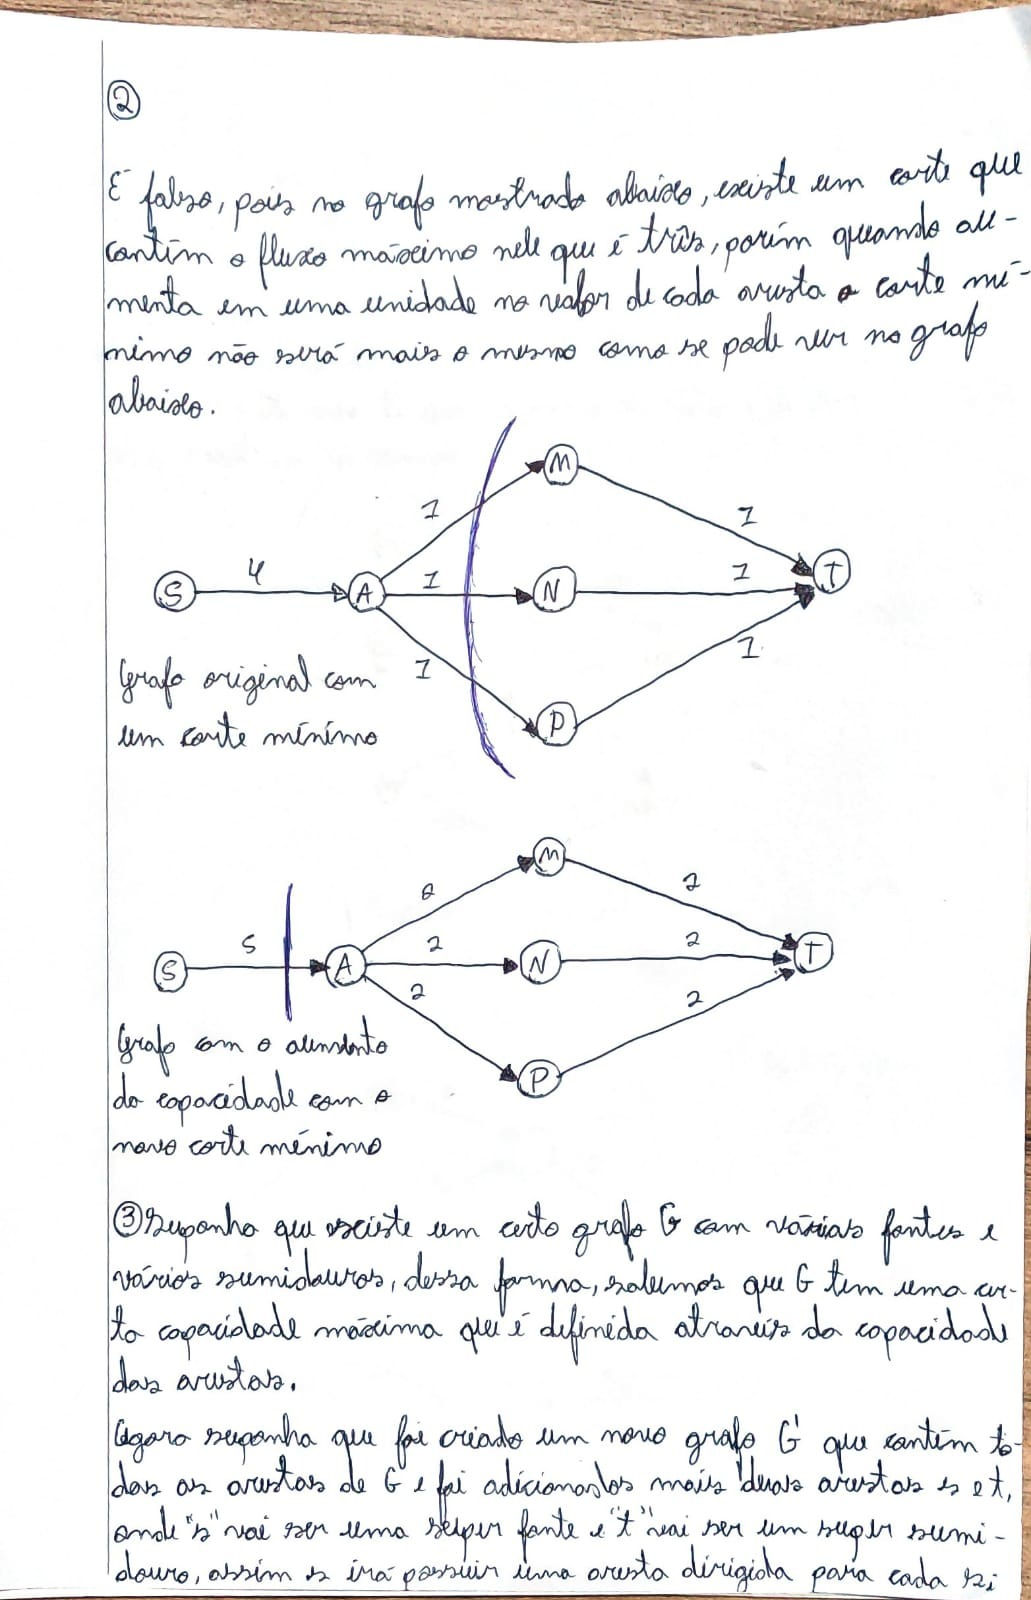 2
É falso, pois no grafo mostrado abaixo, existe um corte que
contém o fluxo máximo nele que é três, porém quando au-
menta em uma unidade no valor de cada aresta o corte mí-
nimo não será mais o mesmo como se pode ver no grafo
abaixo.
M
1 1
S 4 A 1 N 1 T
1 1
P
Grafo original com
um corte mínimo
M
2 2
S 5 A 2 N 2 T
2 2
P
Grafo com o aumento
da capacidade com o
novo corte mínimo
3 Suponha que existe um certo grafo G com várias fontes e
vários sumidouros, dessa forma, sabemos que G tem uma cer-
ta capacidade máxima que é definida através da capacidade
das arestas.
Agora suponha que foi criado um novo grafo G' que contém to-
das as arestas de G e foi adicionados mais duas arestas s e t,
onde "s" vai ser uma super fonte e "t" vai ser um super sumi-
douro, assim s irá possuir uma aresta dirigida para cada si